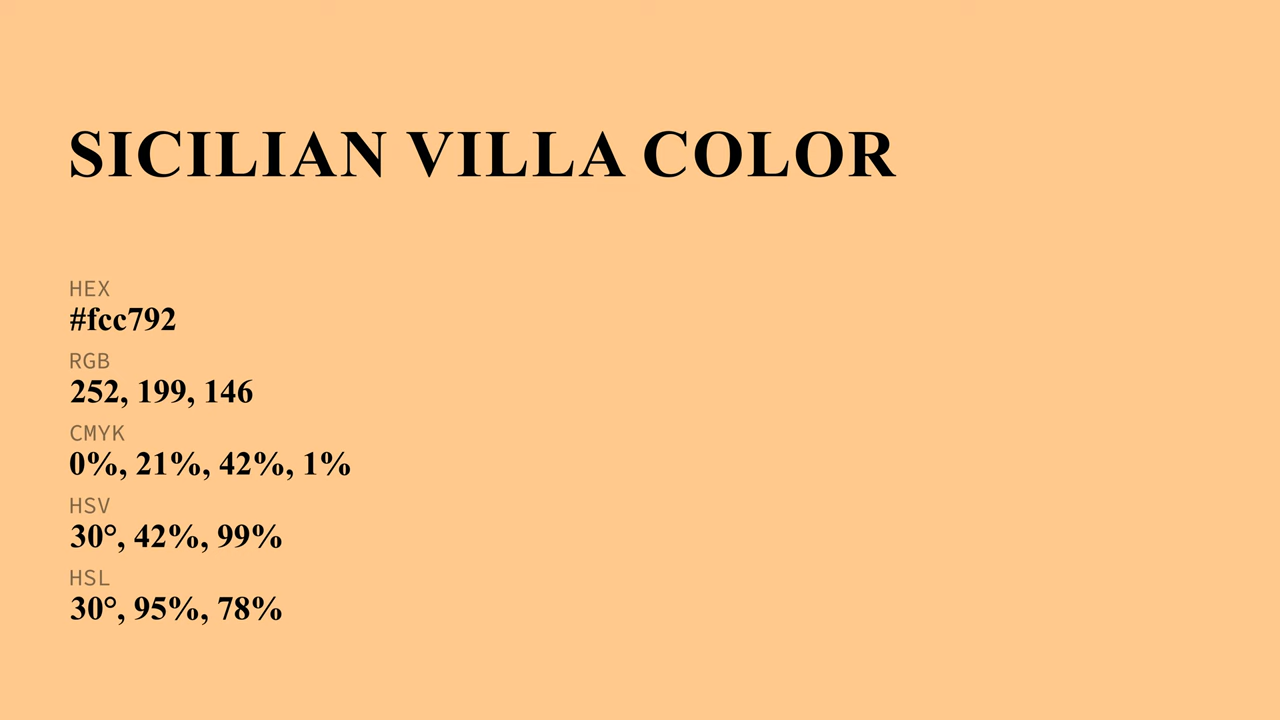 SICILIAN VILLA COLOR
HEX
#fcc792
RGB
252, 199, 146
CMYK
0%, 21%, 42%, 1%
HSV
30°, 42%, 99%
HSL
30°, 95%, 78%